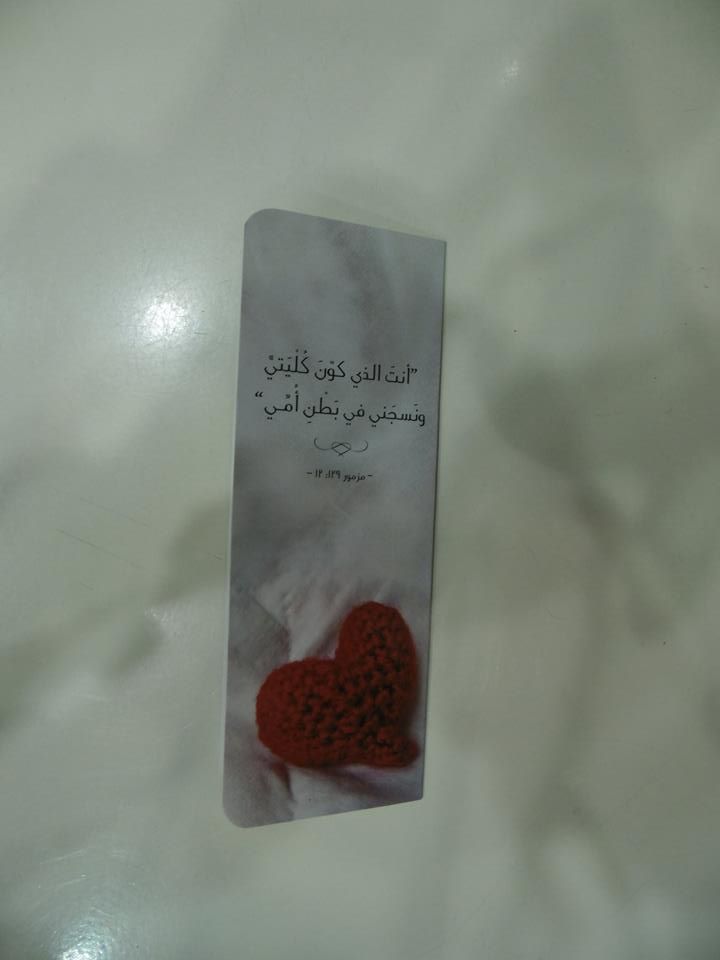 ”أنتَ الذي كوّنَ كُلْيَتيَّ
ونَسجَني في بَطْنِ أُمّي“
- مزمور ١٣٩: ١٣ -